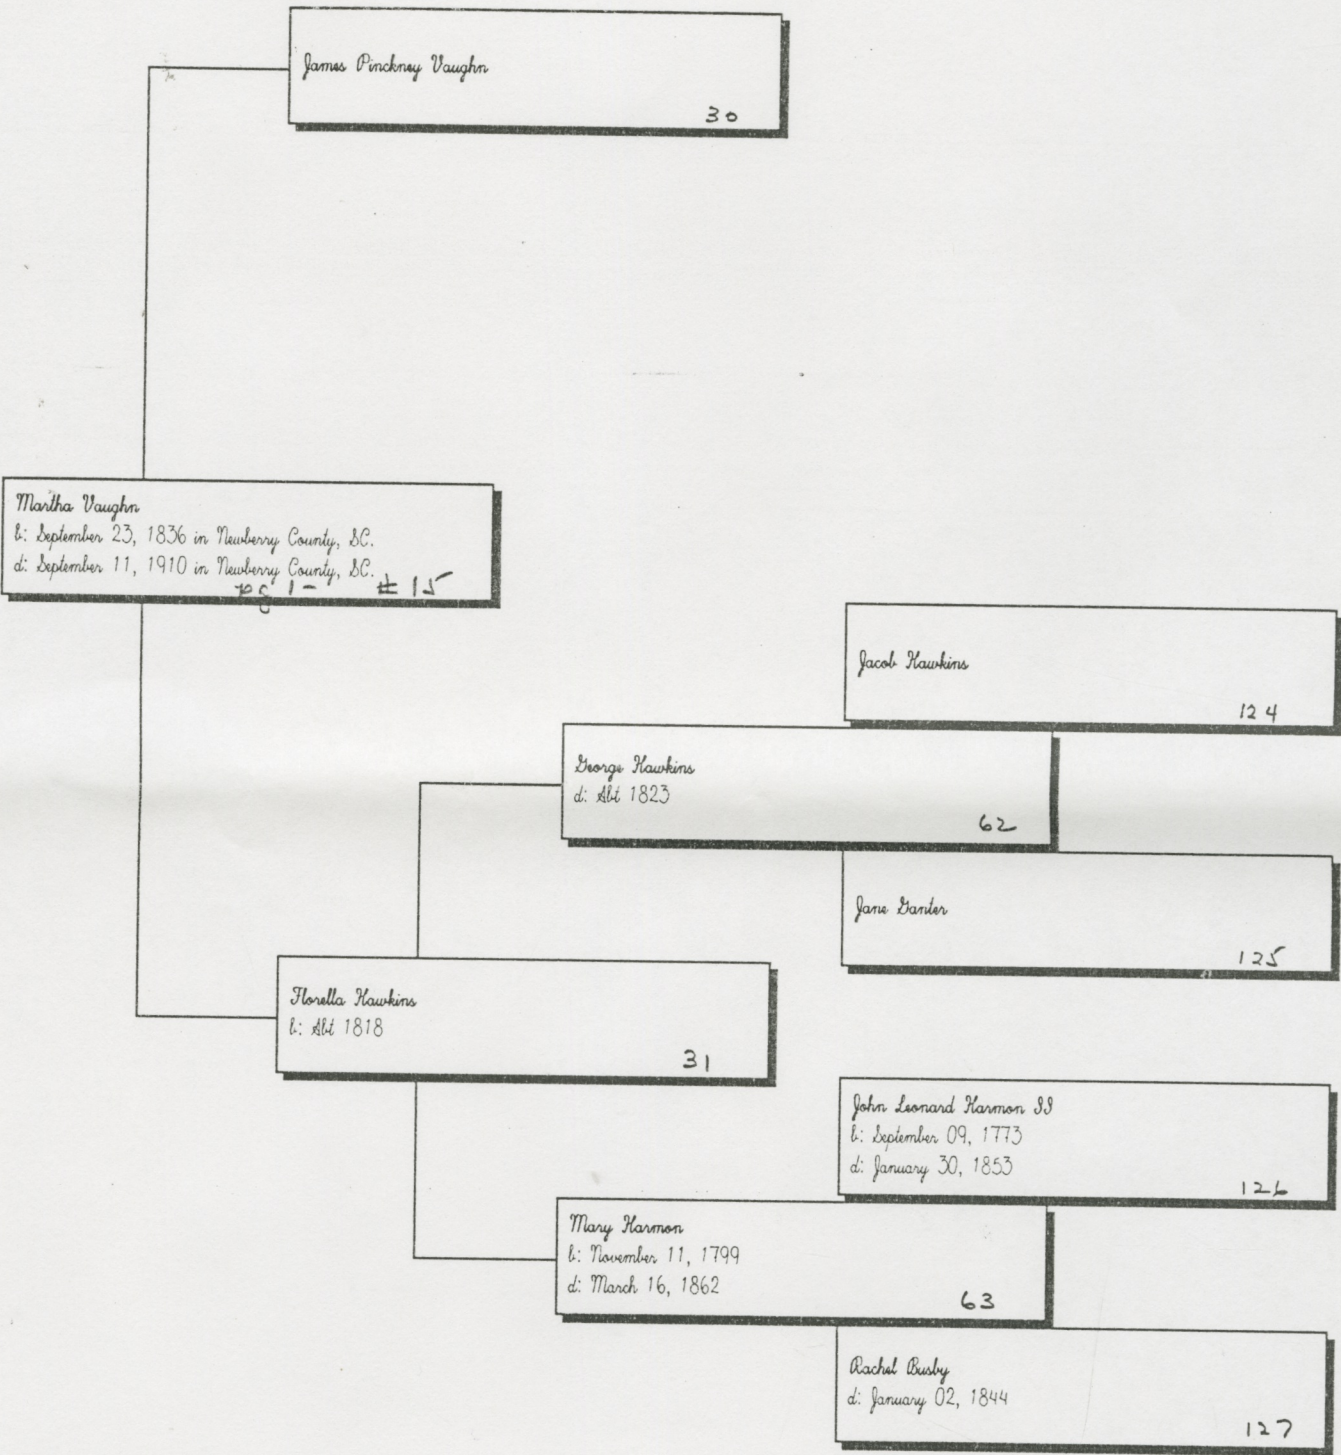 James Pinckney Vaughn
30
Martha Vaughn
b: September 23, 1836 in Newberry County, SC.
d: September 11, 1910 in Newberry County, SC.
pg 1- # 15
Jacob Hawkins
124
George Hawkins
d: Abt 1823
62
Jane Ganter
125
Florella Hawkins
b: Abt 1818
31
John Leonard Harmon II
b: September 09, 1773
d: January 30, 1853
126
Mary Harmon
b: November 11, 1799
d: March 16, 1862
63
Rachel Busby
d: January 02, 1844
127